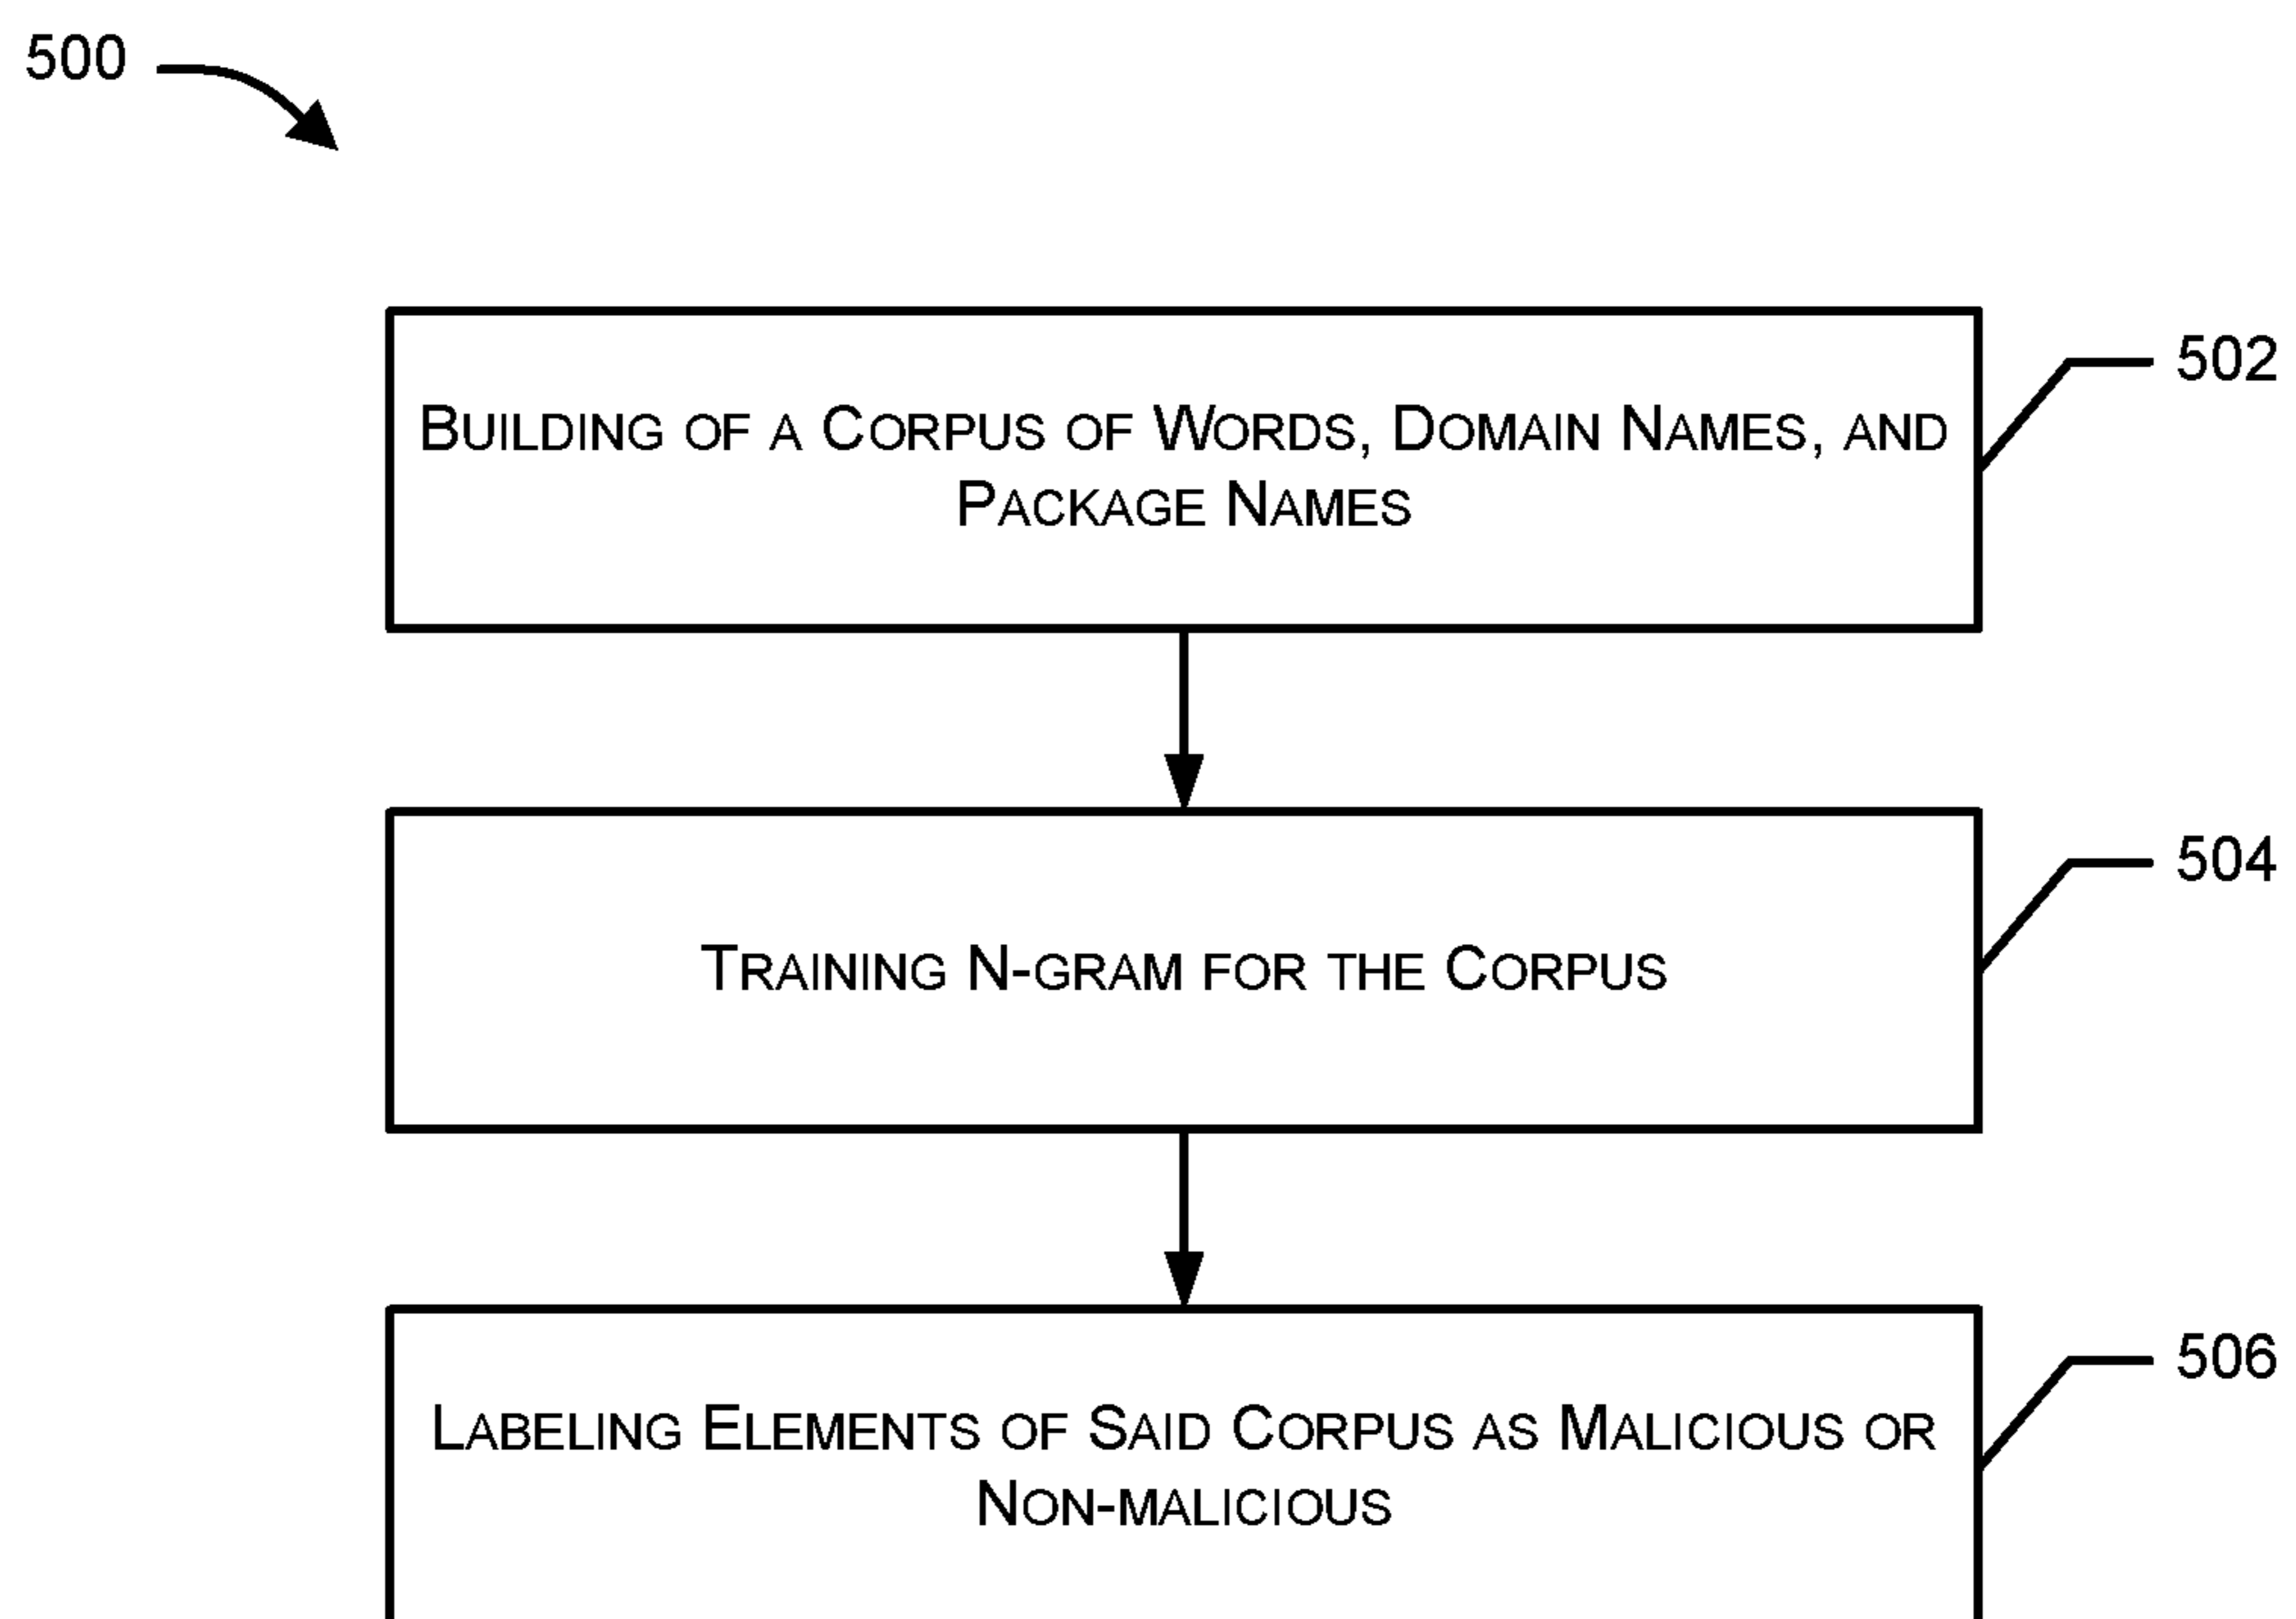 500
502
Building of a Corpus of Words, Domain Names, and
Package Names
504
Training N-gram for the Corpus
506
Labeling Elements of Said Corpus as Malicious or
Non-malicious